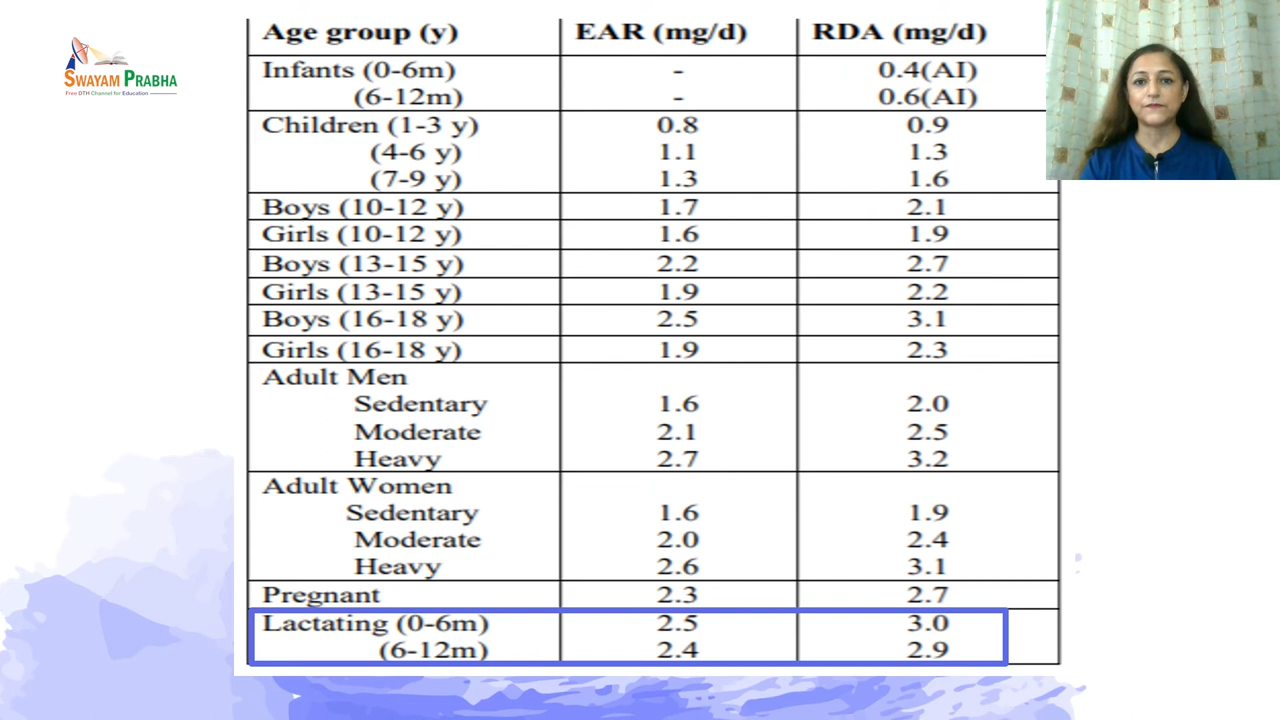 SWAYAM PRABHA
Free DTH Channel for Education
Age group (y) EAR (mg/d) RDA (mg/d)
Infants (0-6m) - 0.4(AI)
(6-12m) - 0.6(AI)
Children (1-3 y) 0.8 0.9
(4-6 y) 1.1 1.3
(7-9 y) 1.3 1.6
Boys (10-12 y) 1.7 2.1
Girls (10-12 y) 1.6 1.9
Boys (13-15 y) 2.2 2.7
Girls (13-15 y) 1.9 2.2
Boys (16-18 y) 2.5 3.1
Girls (16-18 y) 1.9 2.3
Adult Men
Sedentary 1.6 2.0
Moderate 2.1 2.5
Heavy 2.7 3.2
Adult Women
Sedentary 1.6 1.9
Moderate 2.0 2.4
Heavy 2.6 3.1
Pregnant 2.3 2.7
Lactating (0-6m) 2.5 3.0
(6-12m) 2.4 2.9